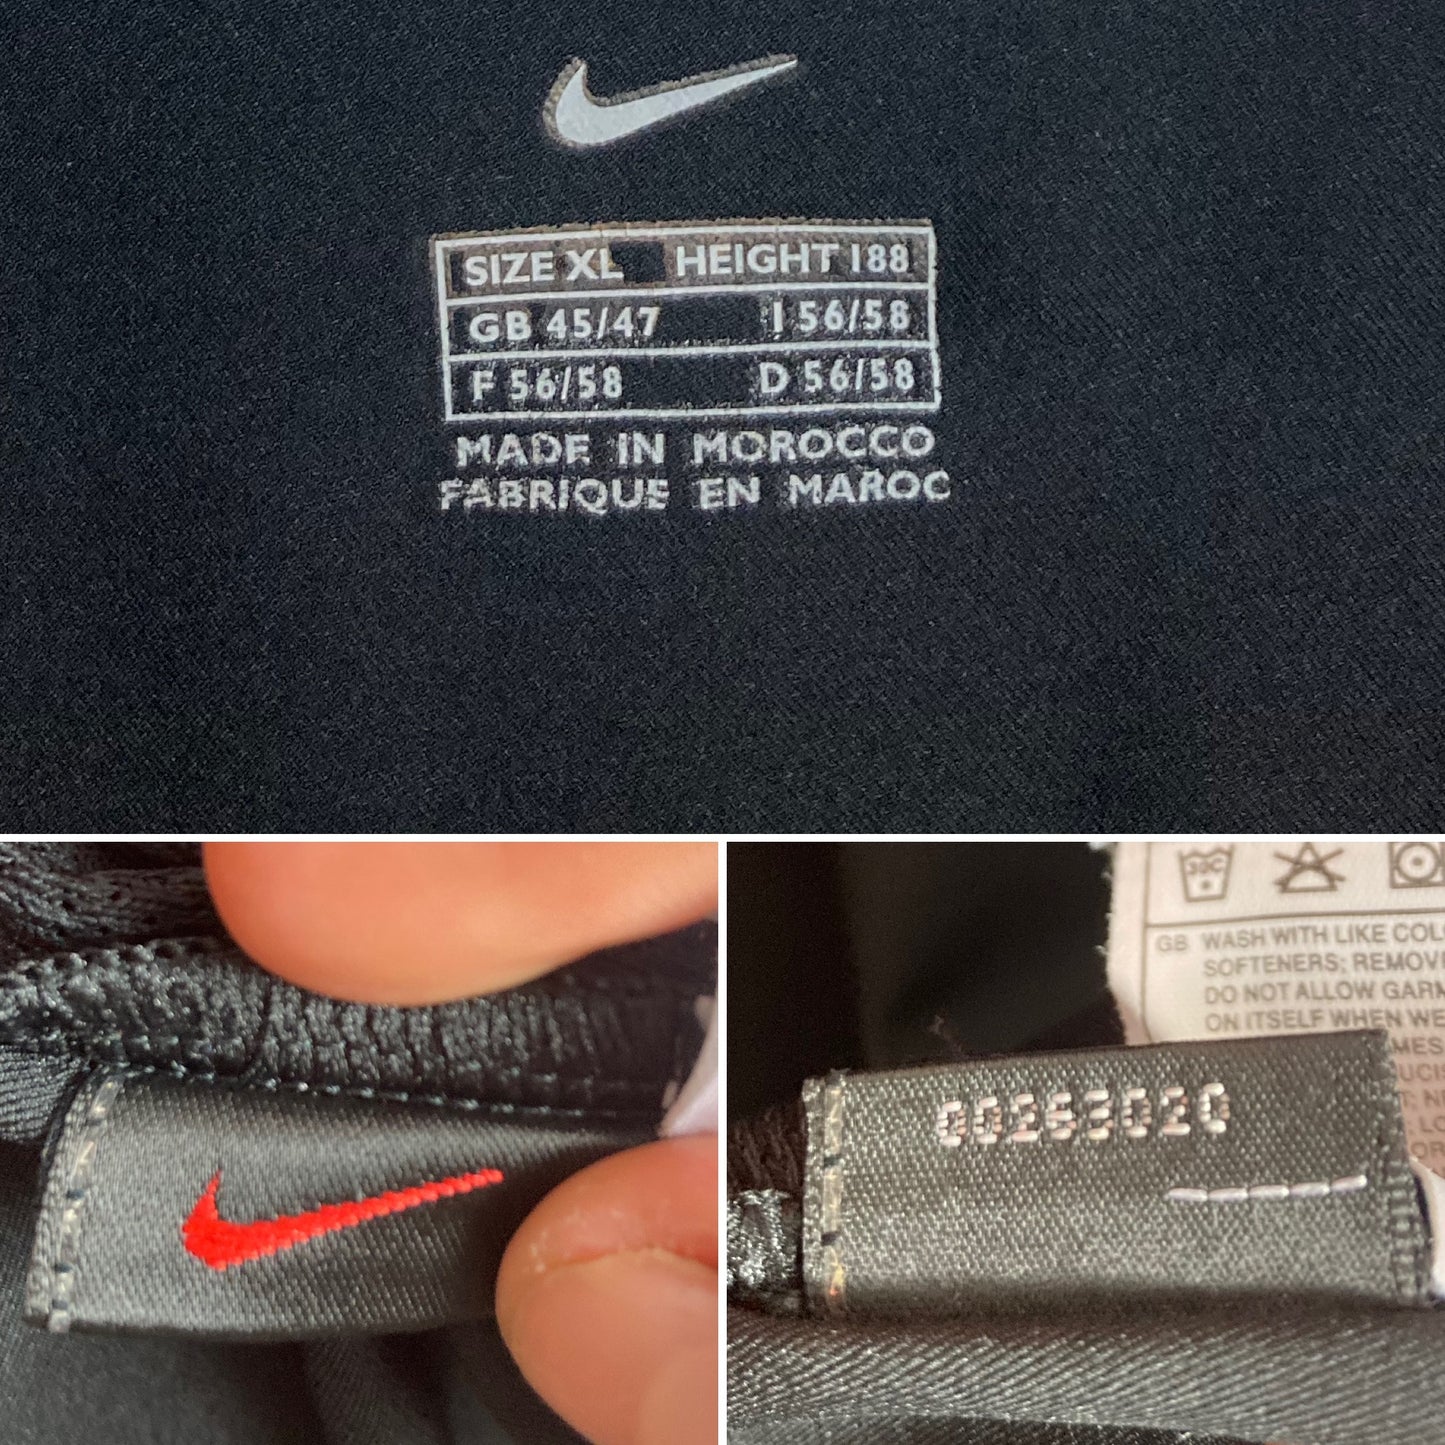 SIZE XL HEIGHT 188
GB 45/47 I 56/58
F 56/58 D 56/58
MADE IN MOROCCO
FABRIQUE EN MAROC
GB WASH WITH LIKE COL
SOFTENERS; REMOV
DO NOT ALLOW GARM
ON ITSELF WHEN WE
00263020